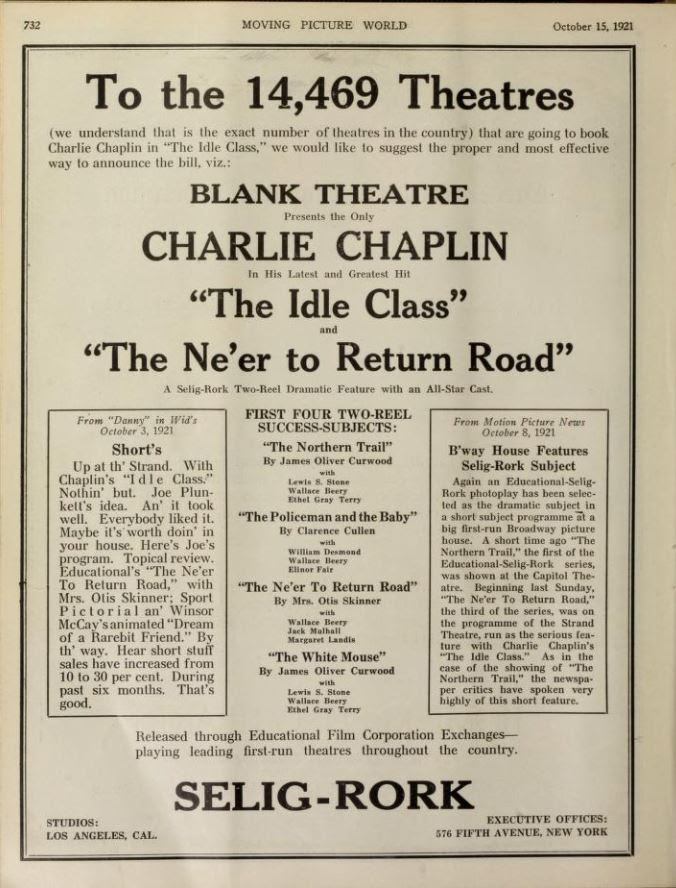 732
MOVING PICTURE WORLD
October 15, 1921
To the 14,469 Theatres
(we understand that is the exact number of theatres in the country) that are going to book
Charlie Chaplin in "The Idle Class," we would like to suggest the proper and most effective
way to announce the bill, viz.:
BLANK THEATRE
Presents the Only
CHARLIE CHAPLIN
In His Latest and Greatest Hit
"The Idle Class"
and
"The Ne'er to Return Road"
A Selig-Rork Two-Reel Dramatic Feature with an All-Star Cast.
From "Danny" in Wid's
October 3, 1921
Short's
Up at th' Strand. With
Chaplin's "Idle Class."
Nothin' but. Joe Plun-
kett's idea. An' it took
well. Everybody liked it.
Maybe it's worth doin' in
your house. Here's Joe's
program. Topical review.
Educational's "The Ne'er
To Return Road," with
Mrs. Otis Skinner; Sport
Pictorial an' Winsor
McCay's animated "Dream
of a Rarebit Friend." By
th' way. Hear short stuff
sales have increased from
10 to 30 per cent. During
past six months. That's
good.
FIRST FOUR TWO-REEL
SUCCESS-SUBJECTS:
"The Northern Trail"
By James Oliver Curwood
with
Lewis S. Stone
Wallace Beery
Ethel Gray Terry
"The Policeman and the Baby"
By Clarence Cullen
with
William Desmond
Wallace Beery
Elinor Fair
"The Ne'er To Return Road"
By Mrs. Otis Skinner
with
Wallace Beery
Jack Mulhall
Margaret Landis
"The White Mouse"
By James Oliver Curwood
with
Lewis S. Stone
Wallace Beery
Ethel Gray Terry
From Motion Picture News
October 8, 1921
B'way House Features
Selig-Rork Subject
Again an Educational-Selig-
Rork photoplay has been selec-
ted as the dramatic subject in
a short subject programme at a
big first-run Broadway picture
house. A short time ago "The
Northern Trail," the first of the
Educational-Selig-Rork series,
was shown at the Capitol The-
atre. Beginning last Sunday,
"The Ne'er To Return Road,"
the third of the series, was on
the programme of the Strand
Theatre, run as the serious fea-
ture with Charlie Chaplin's
"The Idle Class." As in the
case of the showing of "The
Northern Trail," the newspa-
per critics have spoken very
highly of this short feature.
Released through Educational Film Corporation Exchanges—
playing leading first-run theatres throughout the country.
SELIG-RORK
STUDIOS:
LOS ANGELES, CAL.
EXECUTIVE OFFICES:
576 FIFTH AVENUE, NEW YORK